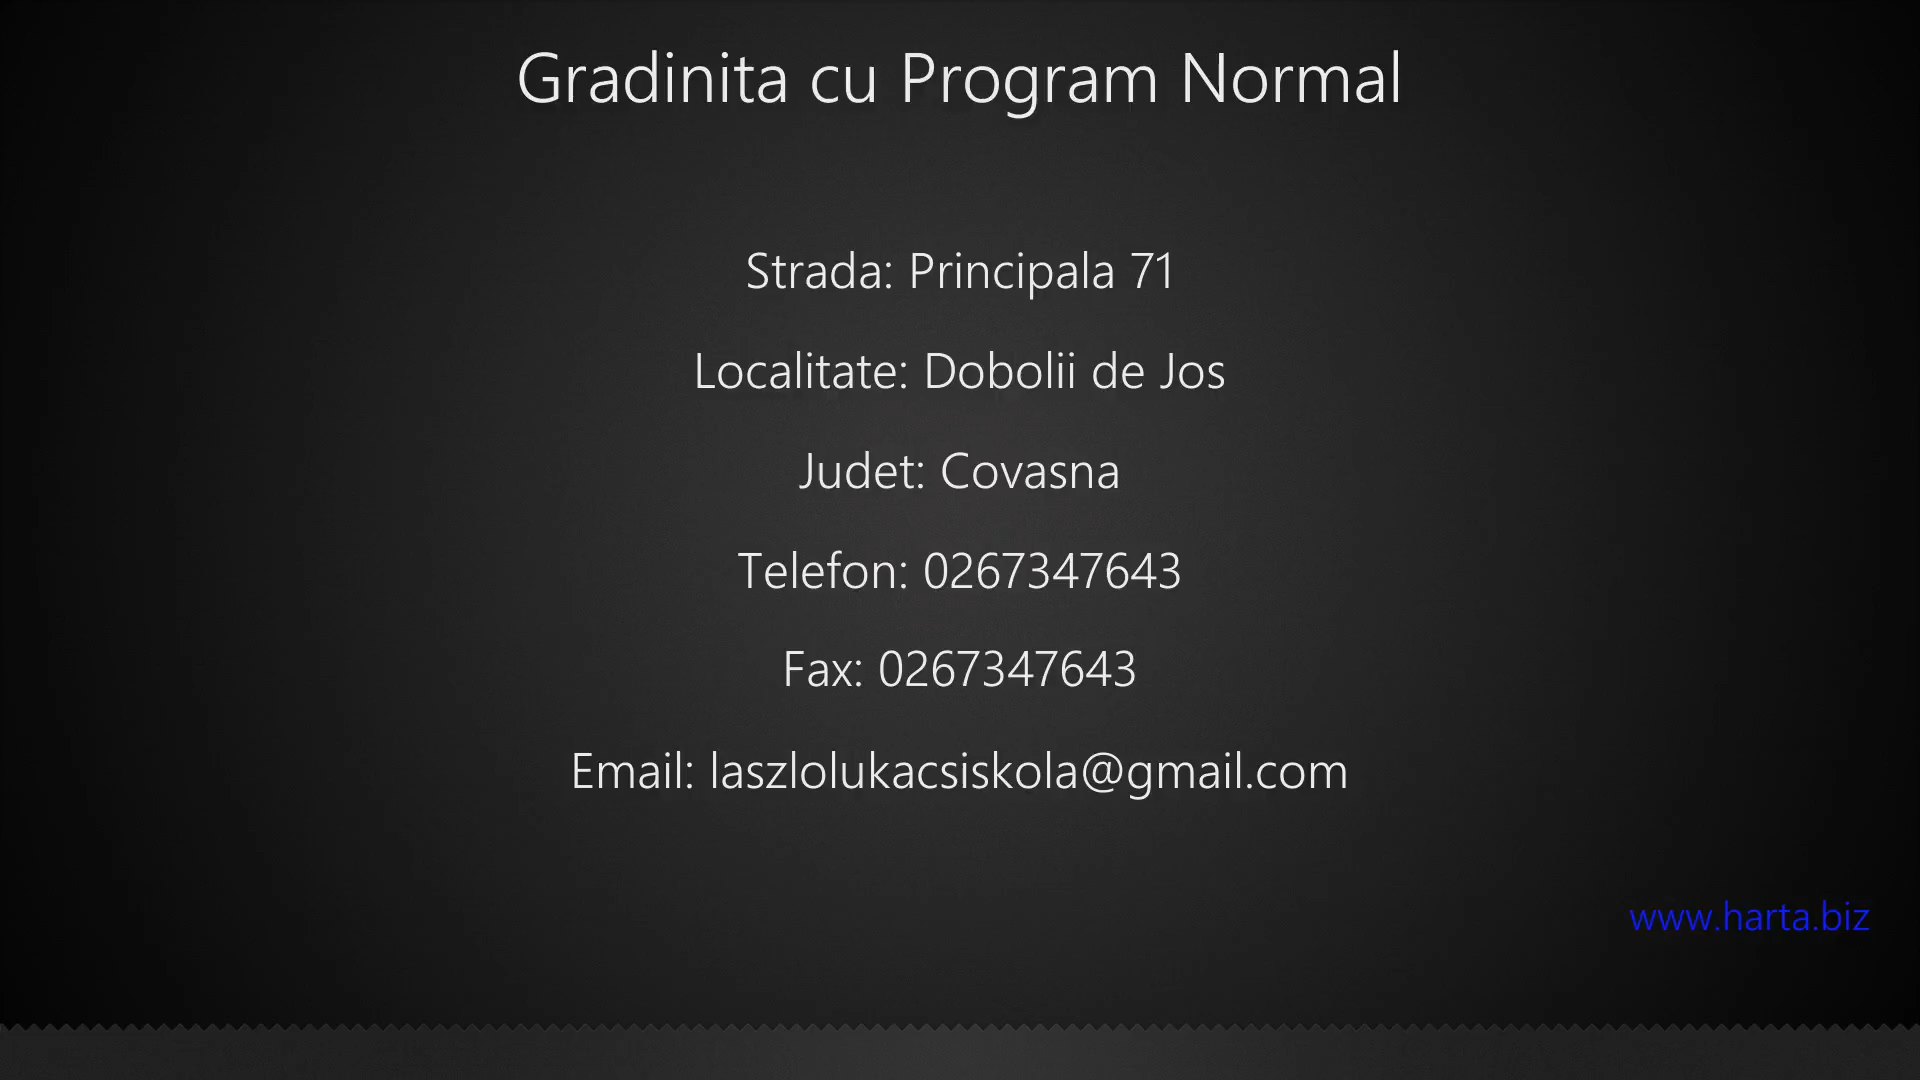 Gradinita cu Program Normal
Strada: Principala 71
Localitate: Dobolii de Jos
Judet: Covasna
Telefon: 0267347643
Fax: 0267347643
Email: laszlolukacsiskola@gmail.com
www.harta.biz